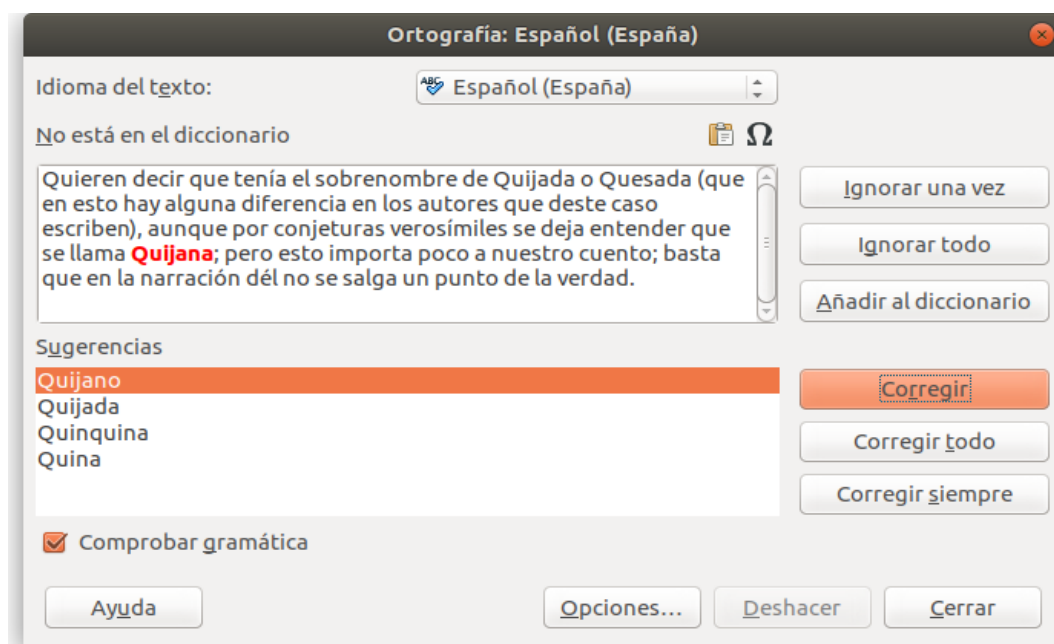 Ortografía: Español (España)
Idioma del texto:
Español (España)
No está en el diccionario
Quieren decir que tenía el sobrenombre de Quijada o Quesada (que
en esto hay alguna diferencia en los autores que deste caso
escriben), aunque por conjeturas verosímiles se deja entender que
se llama Quijana; pero esto importa poco a nuestro cuento; basta
que en la narración dél no se salga un punto de la verdad.
Ignorar una vez
Ignorar todo
Añadir al diccionario
Sugerencias
Quijano
Quijada
Quinquina
Quina
Corregir
Corregir todo
Corregir siempre
Comprobar gramática
Ayuda
Opciones...
Deshacer
Cerrar